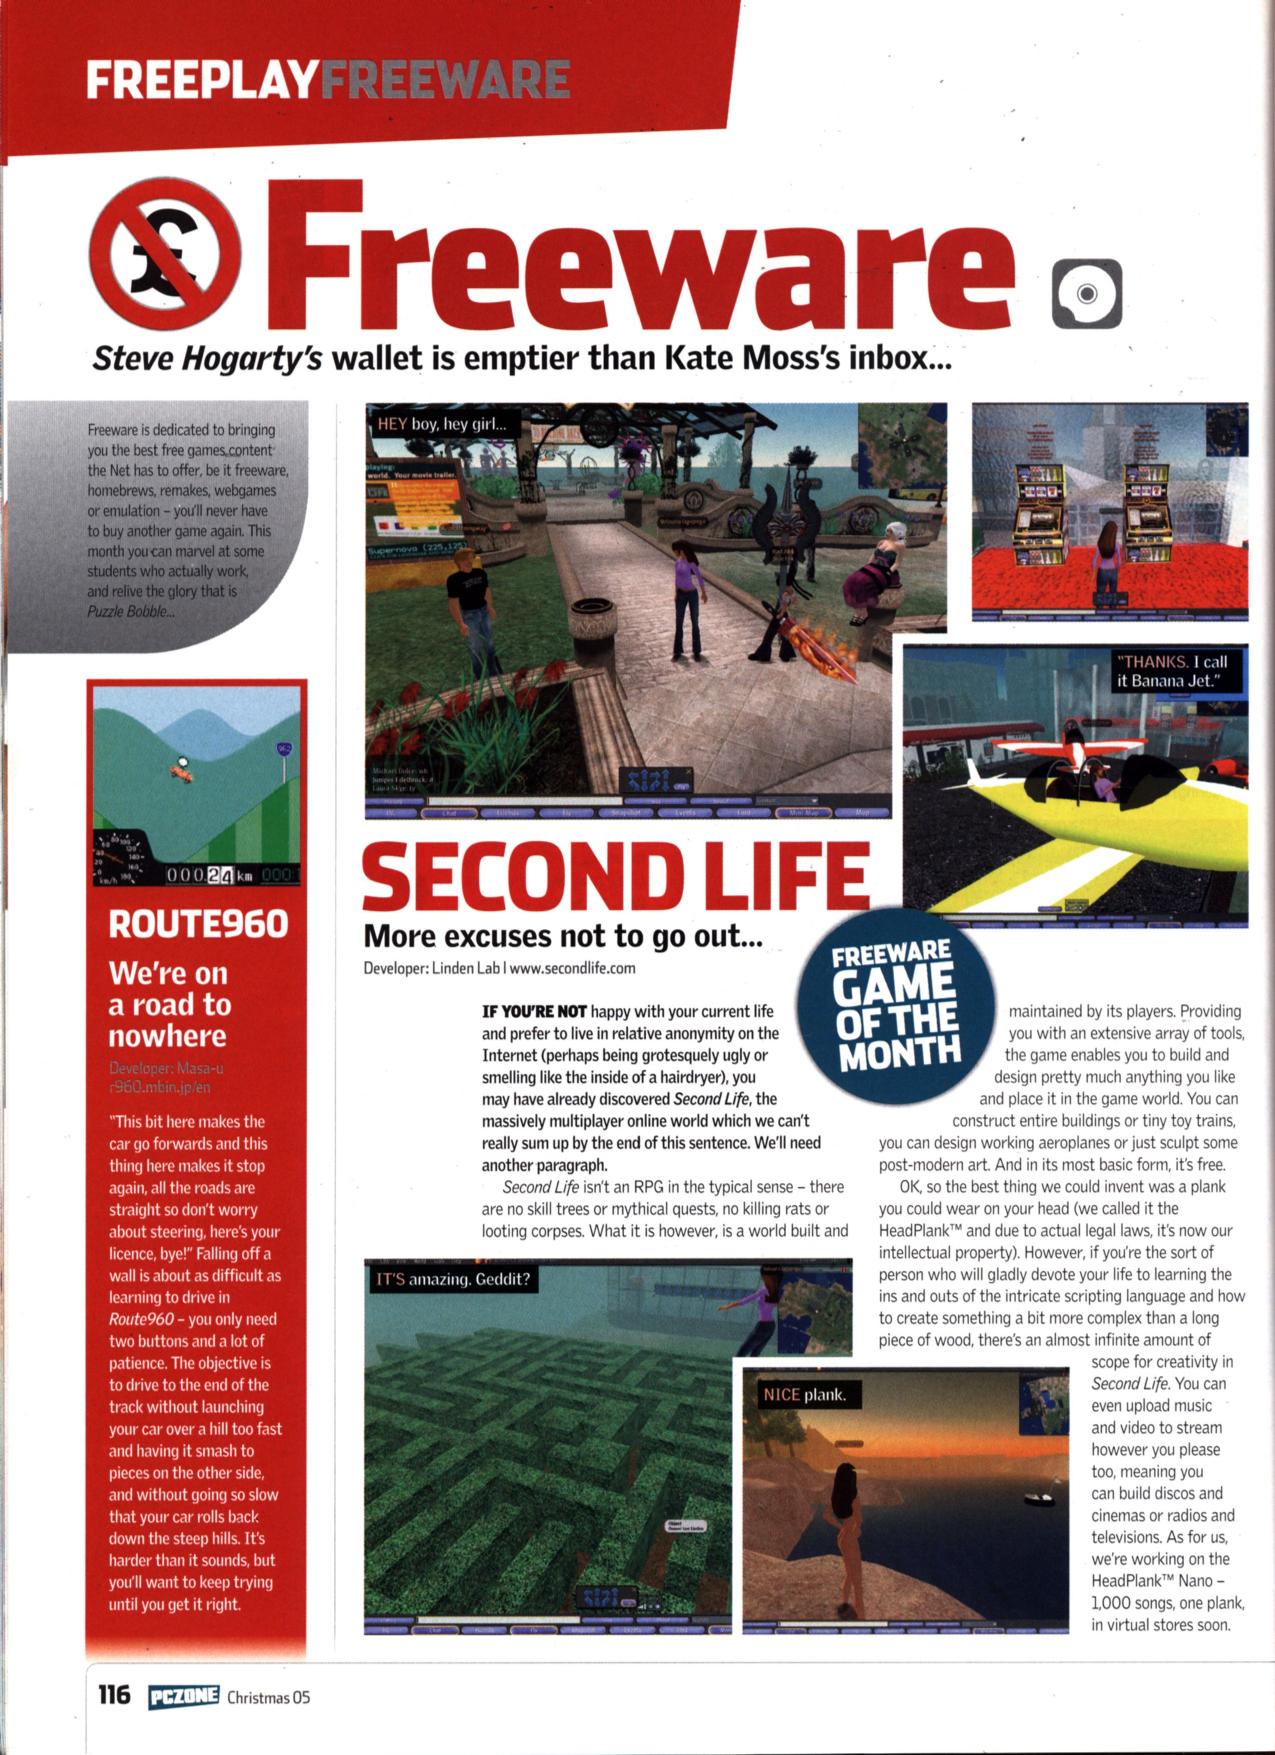 FREEPLAYFREEWARE
Freeware
Steve Hogarty's wallet is emptier than Kate Moss's inbox...
Freeware is dedicated to bringing
you the best free games content
the Net has to offer, be it freeware,
homebrews, remakes, webgames
or emulation – you'll never have
to buy another game again. This
month you can marvel at some
students who actually work,
and relive the glory that is
Puzzle Bobble...
HEY boy, hey girl...
"THANKS. I call
it Banana Jet."
000.24 km
ROUTE960
We're on
a road to
nowhere
Developer: Masa-u
r960.mbin.jp/en
"This bit here makes the
car go forwards and this
thing here makes it stop
again, all the roads are
straight so don't worry
about steering, here's your
licence, bye!" Falling off a
wall is about as difficult as
learning to drive in
Route960 – you only need
two buttons and a lot of
patience. The objective is
to drive to the end of the
track without launching
your car over a hill too fast
and having it smash to
pieces on the other side,
and without going so slow
that your car rolls back
down the steep hills. It's
harder than it sounds, but
you'll want to keep trying
until you get it right.
SECOND LIFE
More excuses not to go out...
Developer: Linden Lab | www.secondlife.com
FREEWARE
GAME
OF THE
MONTH
IF YOU'RE NOT happy with your current life
and prefer to live in relative anonymity on the
Internet (perhaps being grotesquely ugly or
smelling like the inside of a hairdryer), you
may have already discovered Second Life, the
massively multiplayer online world which we can't
really sum up by the end of this sentence. We'll need
another paragraph.
Second Life isn't an RPG in the typical sense – there
are no skill trees or mythical quests, no killing rats or
looting corpses. What it is however, is a world built and
maintained by its players. Providing
you with an extensive array of tools,
the game enables you to build and
design pretty much anything you like
and place it in the game world. You can
construct entire buildings or tiny toy trains,
you can design working aeroplanes or just sculpt some
post-modern art. And in its most basic form, it's free.
OK, so the best thing we could invent was a plank
you could wear on your head (we called it the
HeadPlank™ and due to actual legal laws, it's now our
intellectual property). However, if you're the sort of
person who will gladly devote your life to learning the
ins and outs of the intricate scripting language and how
to create something a bit more complex than a long
piece of wood, there's an almost infinite amount of
scope for creativity in
Second Life. You can
even upload music
and video to stream
however you please
too, meaning you
can build discos and
cinemas or radios and
televisions. As for us,
we're working on the
HeadPlank™ Nano –
1,000 songs, one plank,
in virtual stores soon.
IT'S amazing. Geddit?
NICE plank.
116 PCZONE Christmas 05